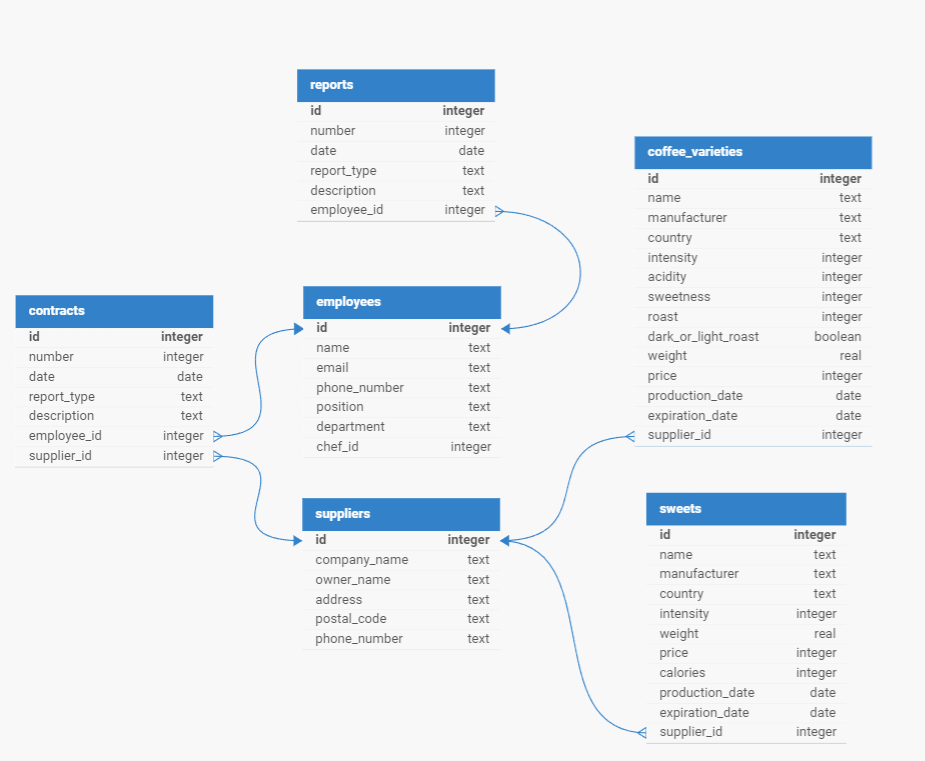 reports
id integer
number integer
date date
report_type text
description text
employee_id integer
coffee_varieties
id integer
name text
manufacturer text
country text
intensity integer
acidity integer
sweetness integer
roast integer
dark_or_light_roast boolean
weight real
price integer
production_date date
expiration_date date
supplier_id integer
contracts
id integer
number integer
date date
report_type text
description text
employee_id integer
supplier_id integer
employees
id integer
name text
email text
phone_number text
position text
department text
chef_id integer
suppliers
id integer
company_name text
owner_name text
address text
postal_code text
phone_number text
sweets
id integer
name text
manufacturer text
country text
intensity integer
weight real
price integer
calories integer
production_date date
expiration_date date
supplier_id integer